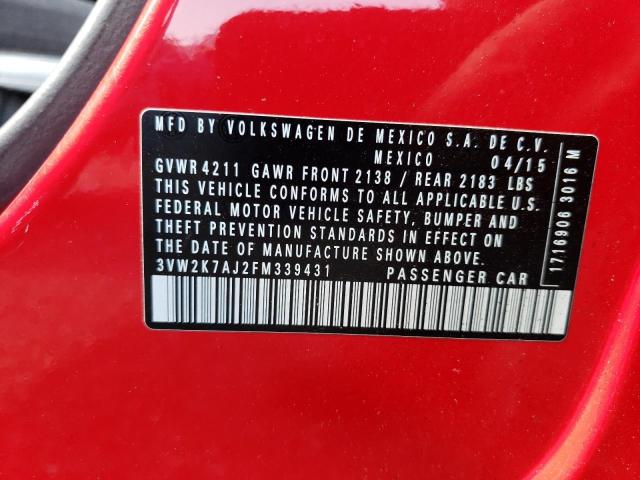 MFD BY VOLKSWAGEN DE MEXICO S.A. DE C.V.
MEXICO 04/15
GVWR 4211 GAWR FRONT 2138 / REAR 2183 LBS
THIS VEHICLE CONFORMS TO ALL APPLICABLE U.S.
FEDERAL MOTOR VEHICLE SAFETY, BUMPER AND
THEFT PREVENTION STANDARDS IN EFFECT ON
THE DATE OF MANUFACTURE SHOWN ABOVE.
3VW2K7AJ2FM339431 PASSENGER CAR
1716906 3016 M